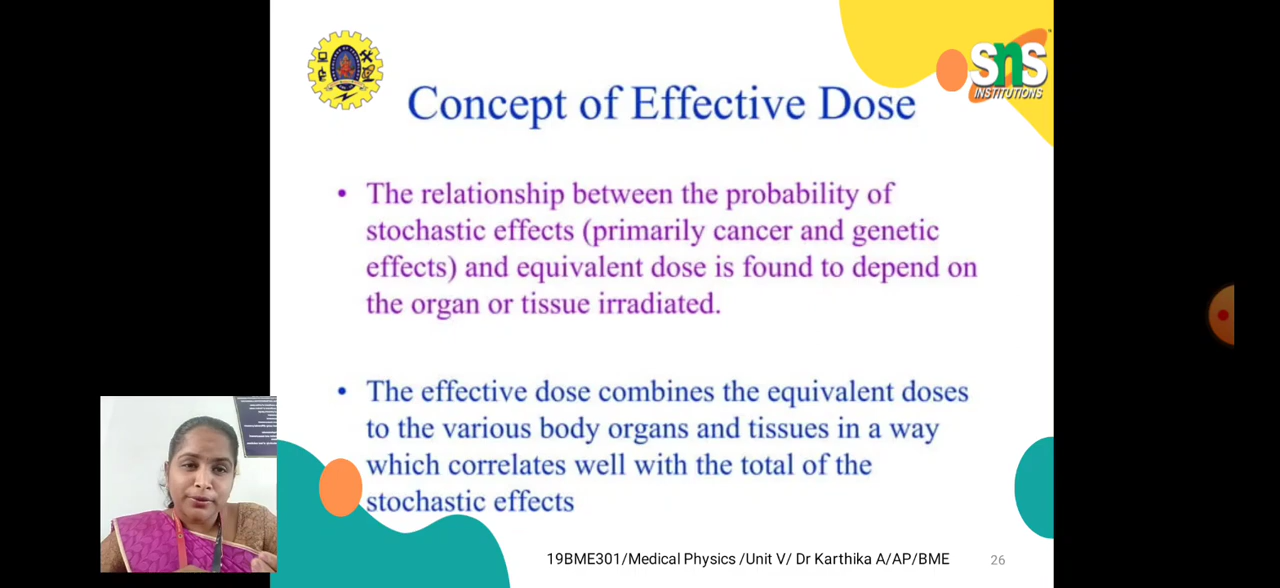 SNS
INSTITUTIONS
Concept of Effective Dose
• The relationship between the probability of
stochastic effects (primarily cancer and genetic
effects) and equivalent dose is found to depend on
the organ or tissue irradiated.
• The effective dose combines the equivalent doses
to the various body organs and tissues in a way
which correlates well with the total of the
stochastic effects
19BME301/Medical Physics /Unit V/ Dr Karthika A/AP/BME
26